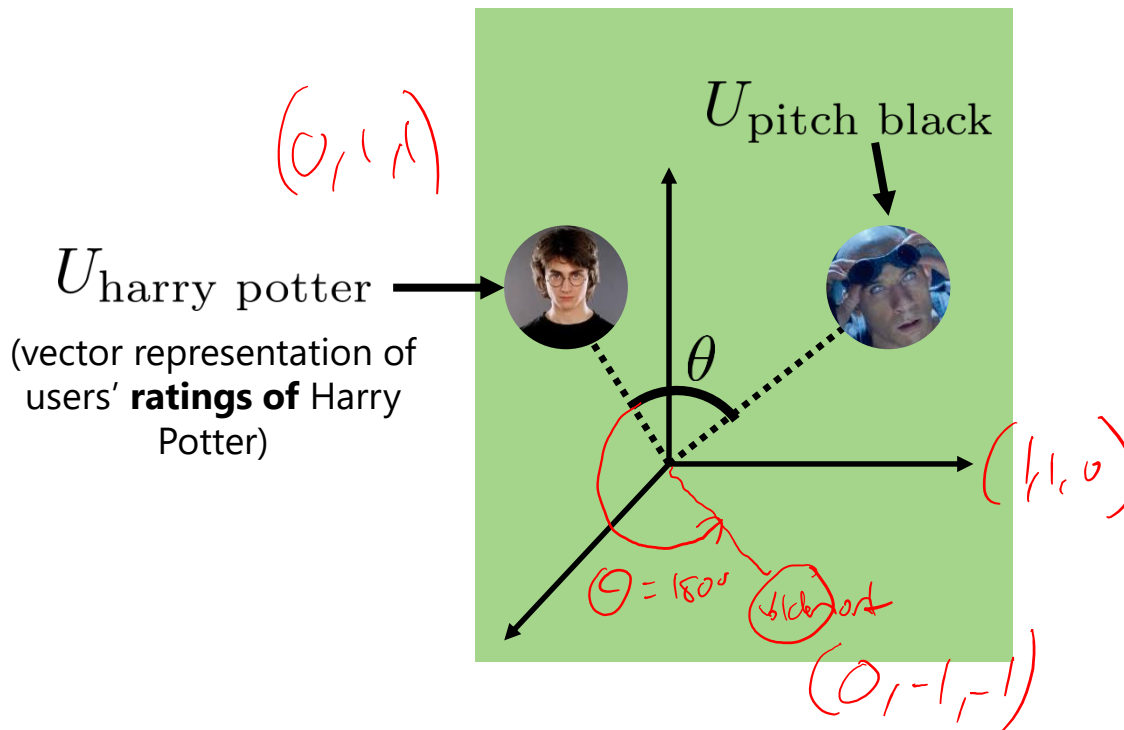 U_pitch black
(0, 1, 1)
U_harry potter
(vector representation of
users' ratings of Harry
Potter)
θ
(1, 1, 0)
θ = 180°
(0, -1, -1)